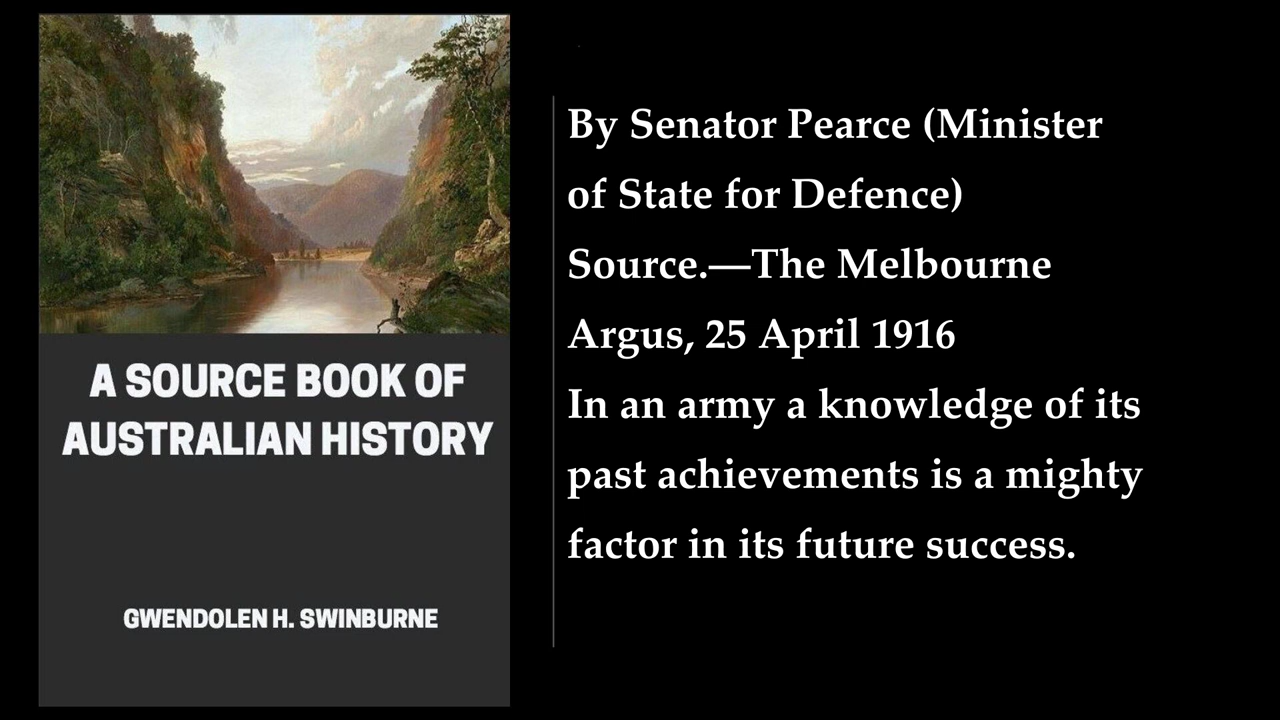 A SOURCE BOOK OF
AUSTRALIAN HISTORY
GWENDOLEN H. SWINBURNE
By Senator Pearce (Minister
of State for Defence)
Source.—The Melbourne
Argus, 25 April 1916
In an army a knowledge of its
past achievements is a mighty
factor in its future success.